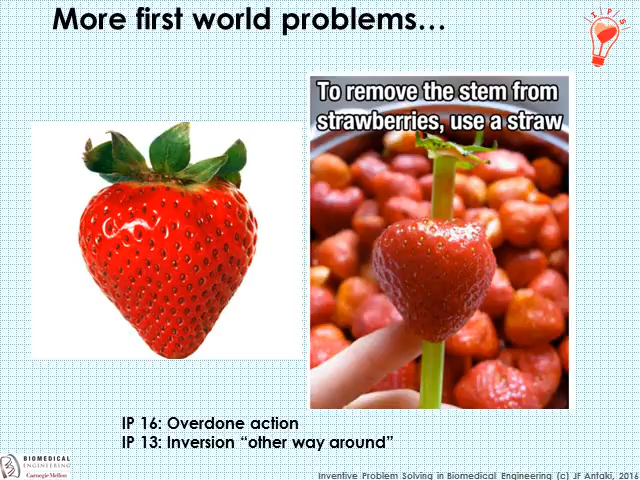 More first world problems…
I P S
To remove the stem from
strawberries, use a straw
IP 16: Overdone action
IP 13: Inversion “other way around”
BIOMEDICAL
ENGINEERING
Carnegie Mellon
Inventive Problem Solving in Biomedical Engineering (c) JF Antaki, 2016